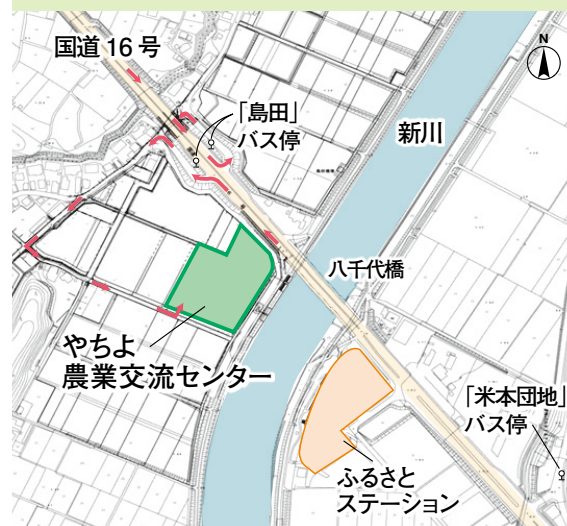 国道16号
N
「島田」
バス停
新川
八千代橋
やちよ
農業交流センター
「米本団地」
バス停
ふるさと
ステーション